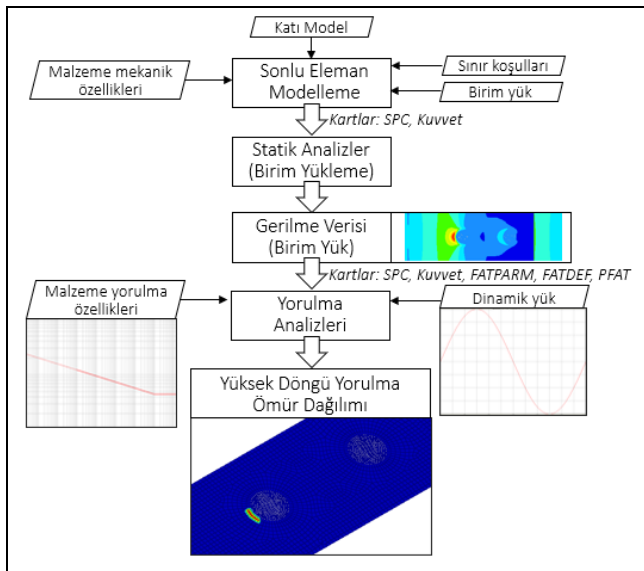 Katı Model
Malzeme mekanik
özellikleri
Sonlu Eleman
Modelleme
Sınır koşulları
Birim yük
Kartlar: SPC, Kuvvet
Statik Analizler
(Birim Yükleme)
Gerilme Verisi
(Birim Yük)
Kartlar: SPC, Kuvvet, FATPARM, FATDEF, PFAT
Malzeme yorulma
özellikleri
Yorulma
Analizleri
Dinamik yük
Yüksek Döngü Yorulma
Ömür Dağılımı